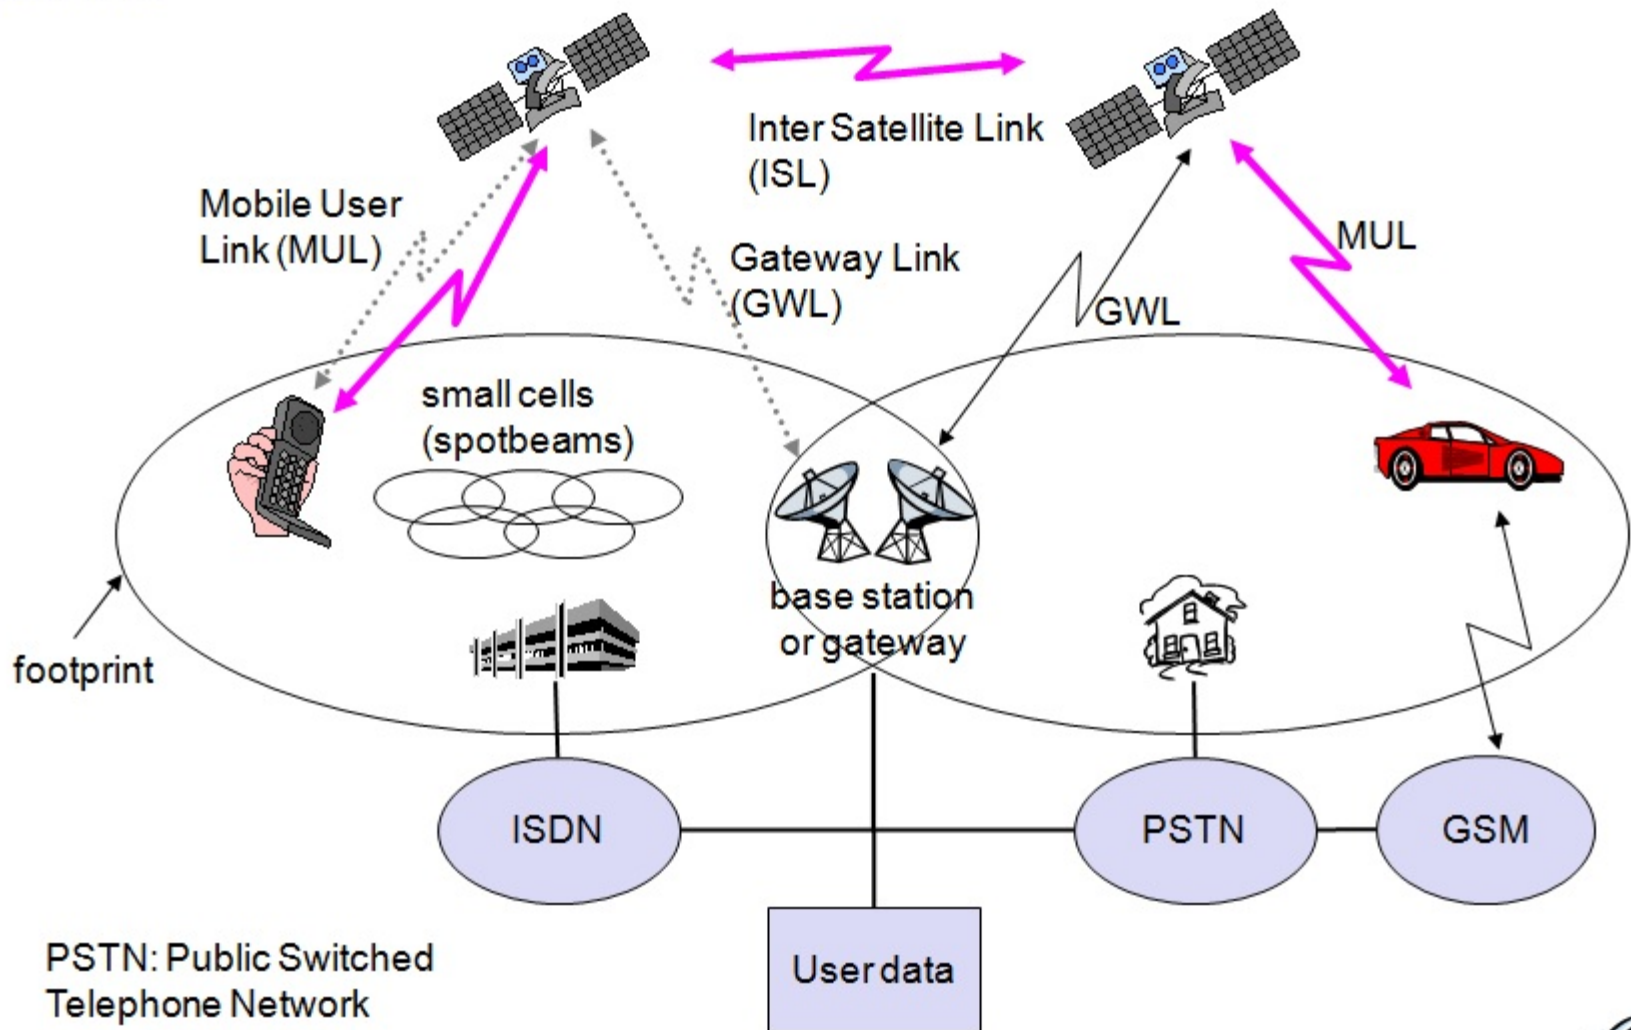 Inter Satellite Link
(ISL)
Mobile User
Link (MUL)
Gateway Link
(GWL)
MUL
GWL
small cells
(spotbeams)
base station
or gateway
footprint
ISDN
PSTN
GSM
User data
PSTN: Public Switched
Telephone Network